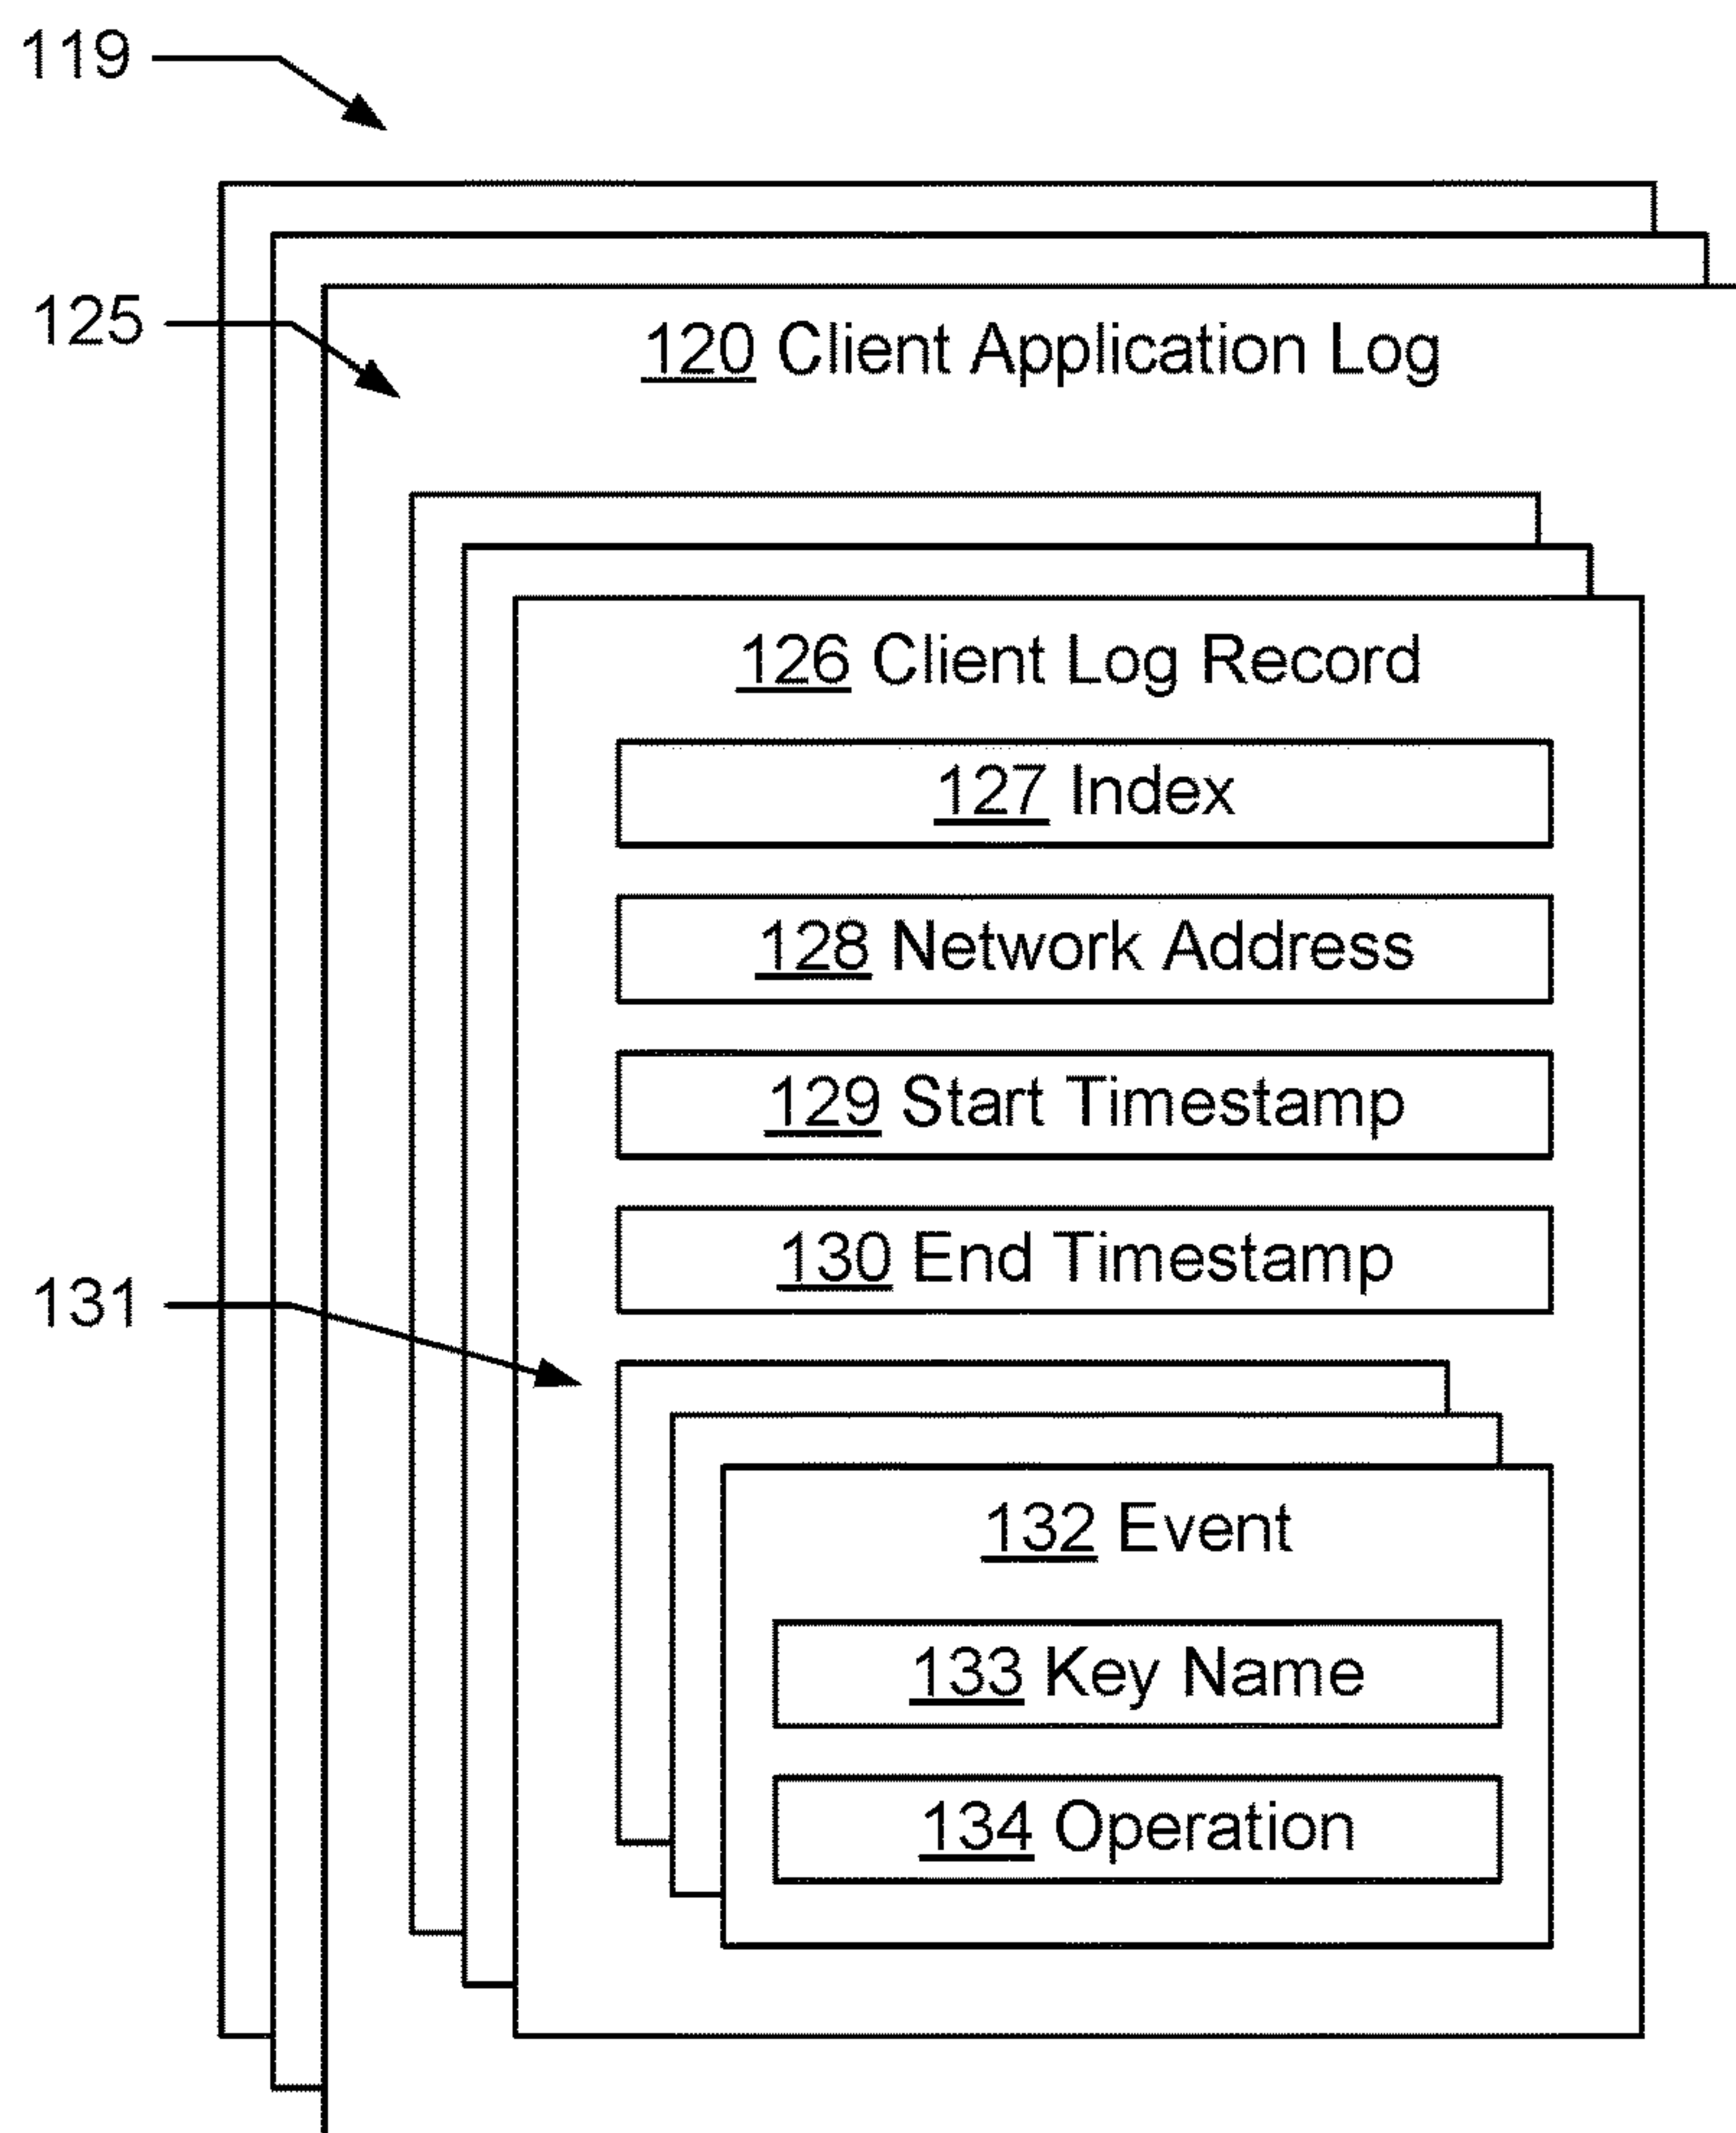 119
125
120 Client Application Log
126 Client Log Record
127 Index
128 Network Address
129 Start Timestamp
130 End Timestamp
131
132 Event
133 Key Name
134 Operation